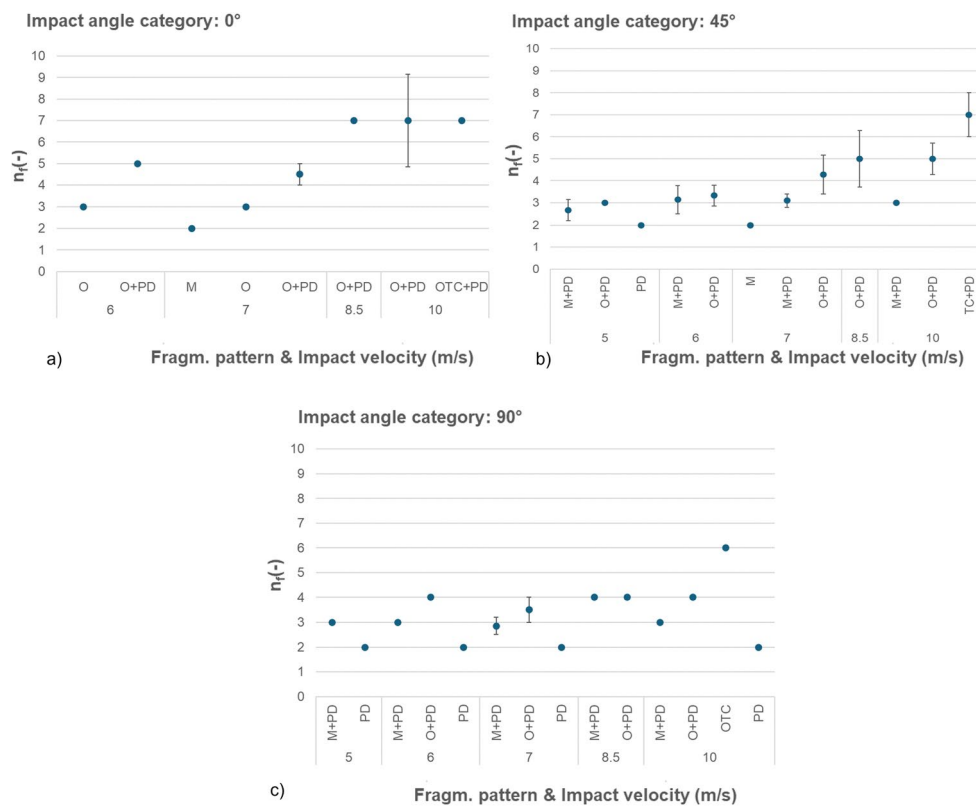 Impact angle category: 0°
10
9
8
7
6
5
4
3
2
1
0
n_f(-)
O O+PD M O O+PD O+PD O+PD OTC+PD
6 7 8.5 10
a) Fragm. pattern & Impact velocity (m/s)
Impact angle category: 45°
10
9
8
7
6
5
4
3
2
1
0
n_f(-)
M+PD O+PD PD M+PD O+PD M M+PD O+PD O+PD M+PD O+PD TC+PD
5 6 7 8.5 10
b) Fragm. pattern & Impact velocity (m/s)
Impact angle category: 90°
10
9
8
7
6
5
4
3
2
1
0
n_f(-)
M+PD PD M+PD O+PD PD M+PD O+PD PD M+PD O+PD M+PD O+PD OTC PD
5 6 7 8.5 10
c) Fragm. pattern & Impact velocity (m/s)